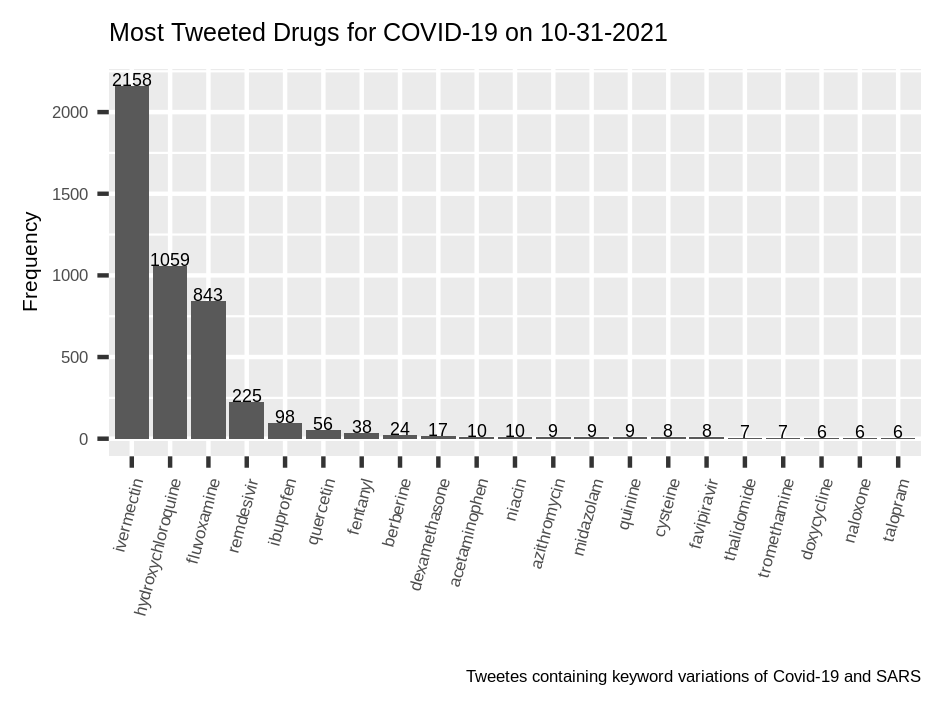 Most Tweeted Drugs for COVID-19 on 10-31-2021
Frequency
2000
1500
1000
500
0
2158
1059
843
225
98
56
38
24
17
10
10
9
9
9
8
8
7
7
6
6
6
ivermectin
hydroxychloroquine
fluvoxamine
remdesivir
ibuprofen
quercetin
fentanyl
berberine
dexamethasone
acetaminophen
niacin
azithromycin
midazolam
quinine
cysteine
favipiravir
thalidomide
tromethamine
doxycycline
naloxone
talopram
Tweetes containing keyword variations of Covid-19 and SARS